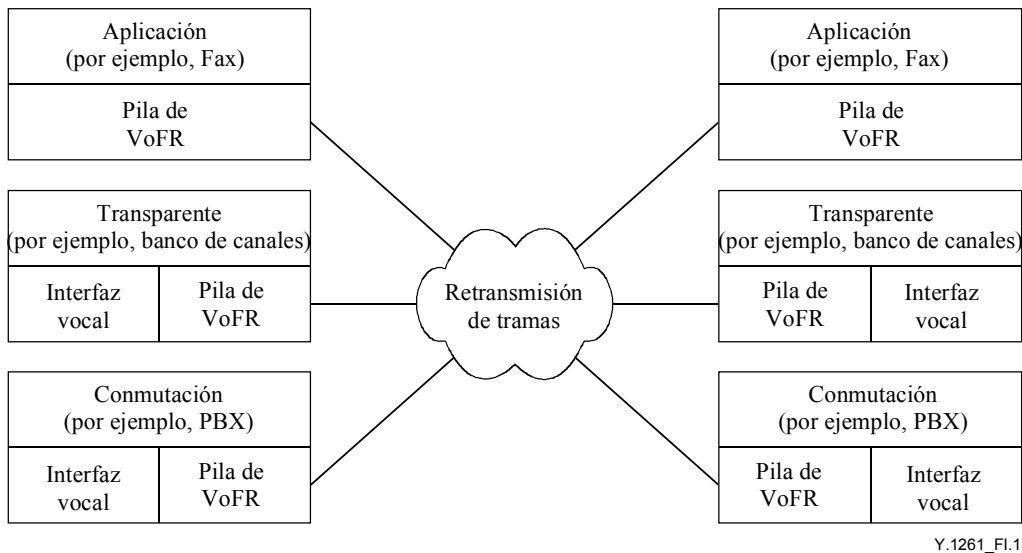 Aplicación
(por ejemplo, Fax)
Pila de
VoFR
Transparente
(por ejemplo, banco de canales)
Interfaz
vocal
Pila de
VoFR
Conmutación
(por ejemplo, PBX)
Interfaz
vocal
Pila de
VoFR
Retransmisión
de tramas
Aplicación
(por ejemplo, Fax)
Pila de
VoFR
Transparente
(por ejemplo, banco de canales)
Pila de
VoFR
Interfaz
vocal
Conmutación
(por ejemplo, PBX)
Pila de
VoFR
Interfaz
vocal
Y.1261_FI.1